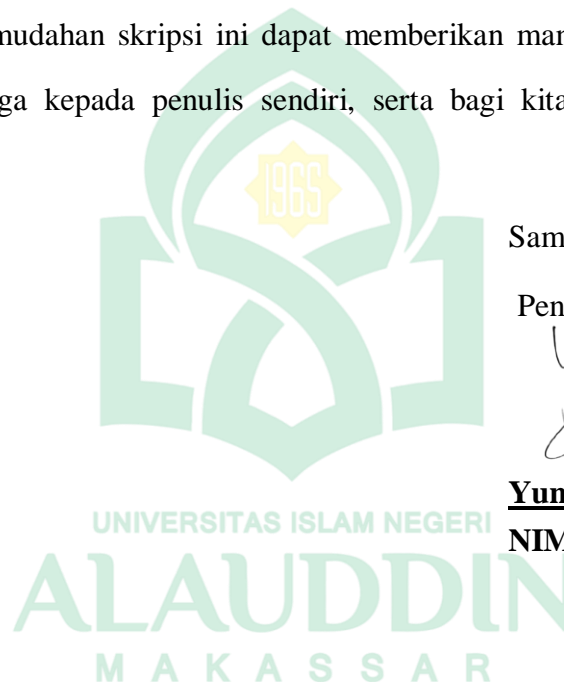 mudahan skripsi ini dapat memberikan man
ga kepada penulis sendiri, serta bagi kita
1965
Sam
Pen
Yun
NIM
UNIVERSITAS ISLAM NEGERI
ALAUDDIN
MAKASSAR